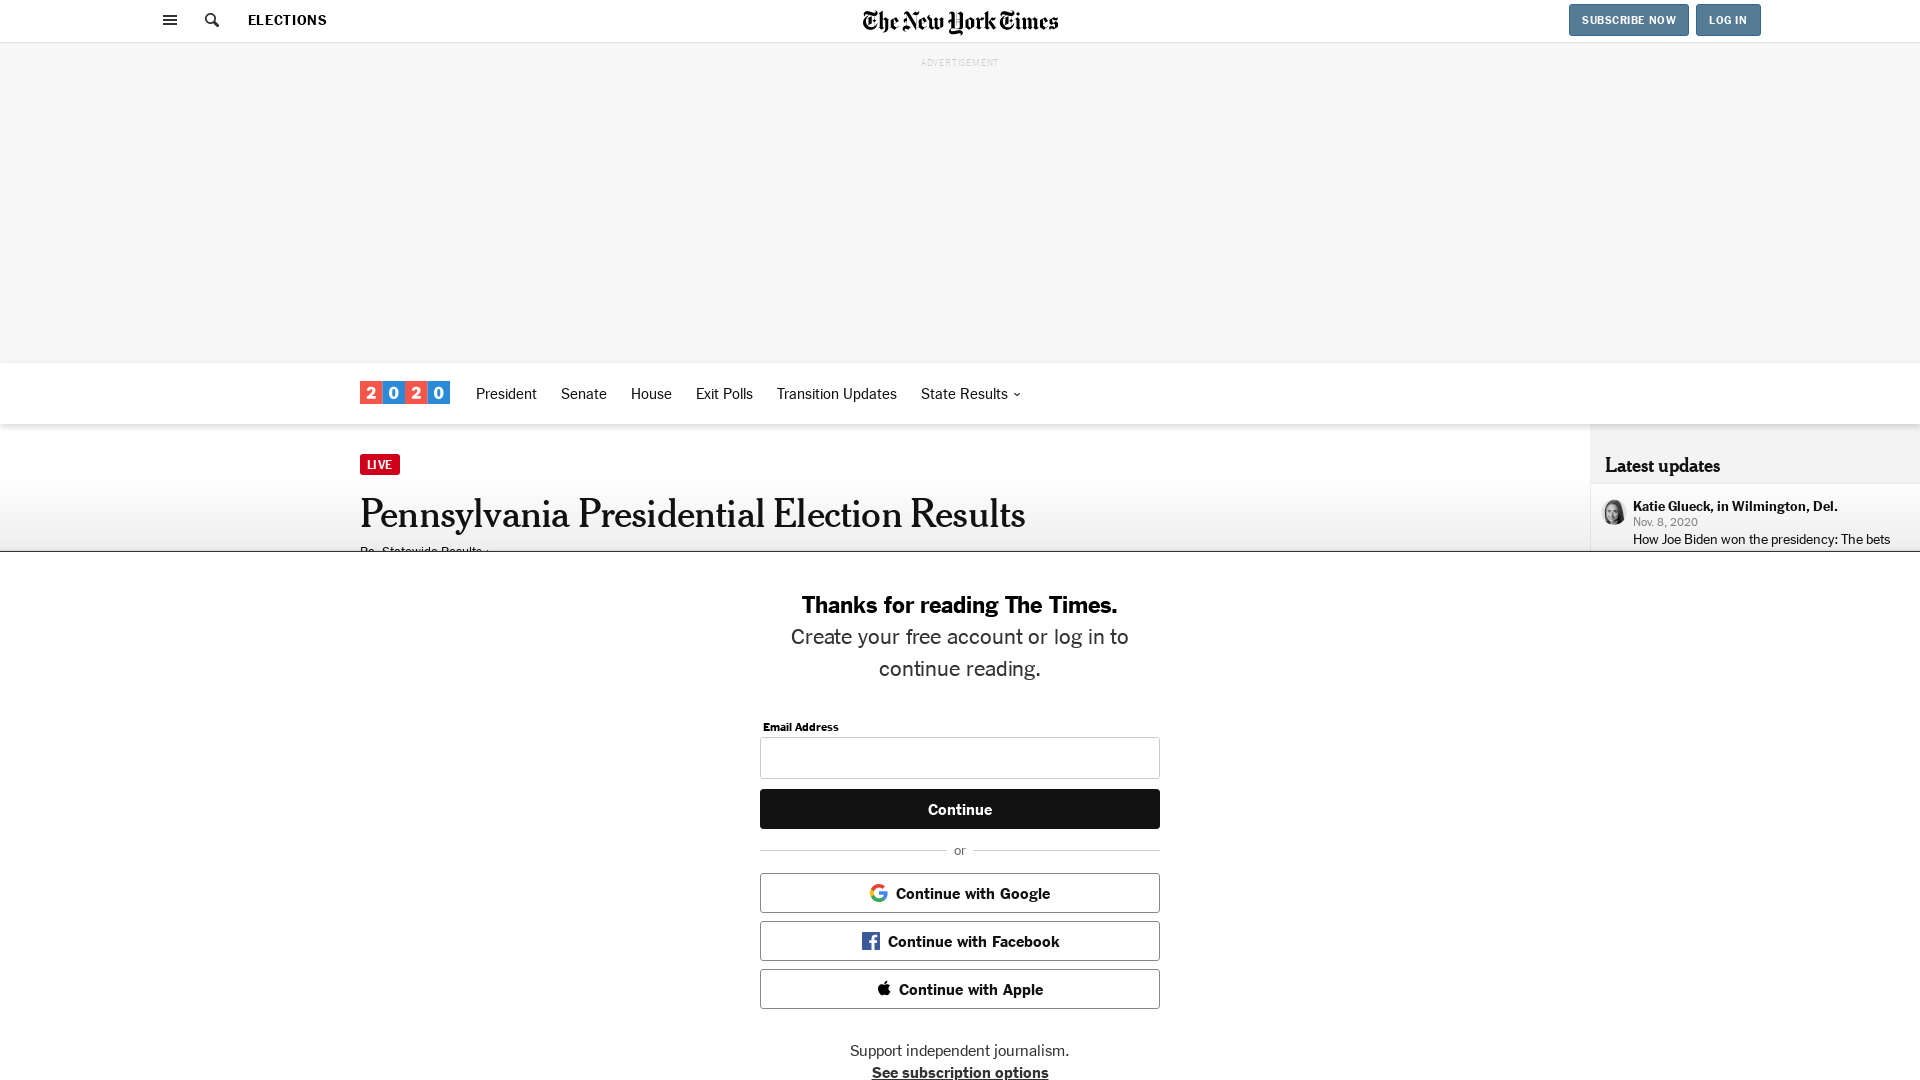 ELECTIONS
The New York Times
SUBSCRIBE NOW
LOG IN
ADVERTISEMENT
2020
President
Senate
House
Exit Polls
Transition Updates
State Results
LIVE
Latest updates
Pennsylvania Presidential Election Results
Katie Glueck, in Wilmington, Del.
Nov. 8, 2020
How Joe Biden won the presidency: The bets
Pa. Statewide Results
Thanks for reading The Times.
Create your free account or log in to
continue reading.
Email Address
Continue
or
Continue with Google
Continue with Facebook
Continue with Apple
Support independent journalism.
See subscription options